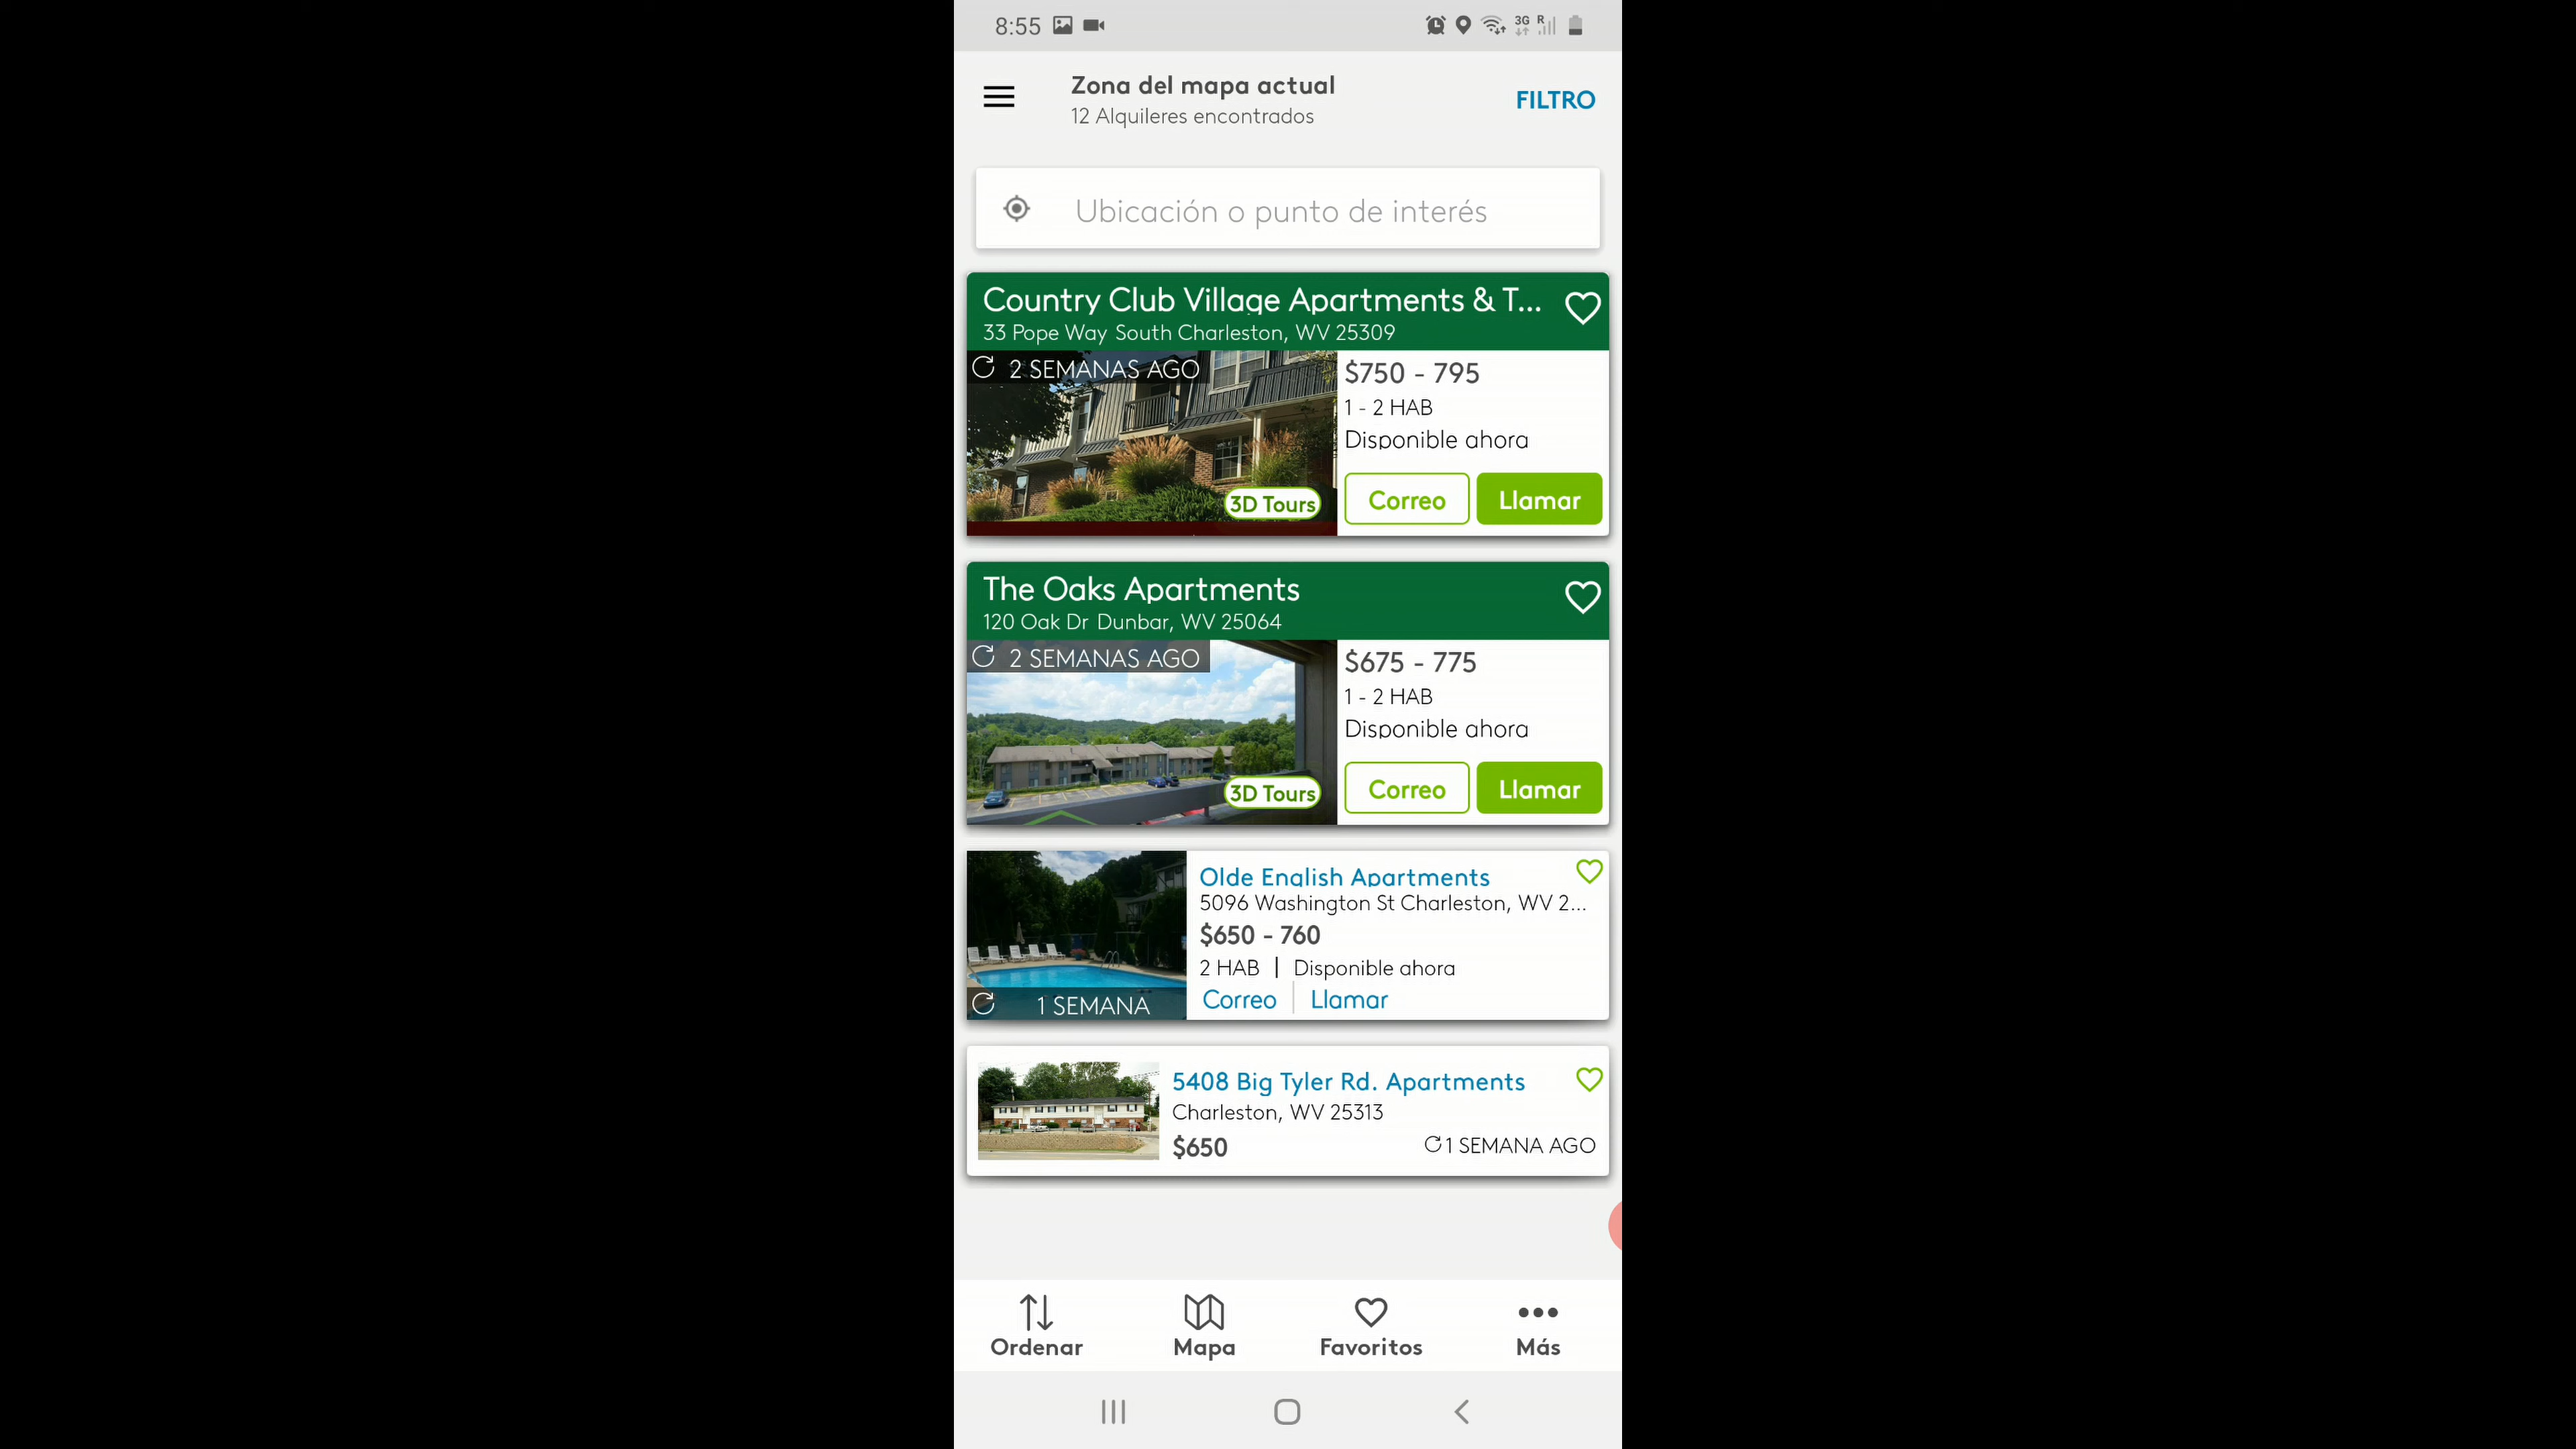 8:55
3G R
Zona del mapa actual
12 Alquileres encontrados
FILTRO
Ubicación o punto de interés
Country Club Village Apartments & T...
33 Pope Way South Charleston, WV 25309
2 SEMANAS AGO
$750 - 795
1 - 2 HAB
Disponible ahora
3D Tours
Correo
Llamar
The Oaks Apartments
120 Oak Dr Dunbar, WV 25064
2 SEMANAS AGO
$675 - 775
1 - 2 HAB
Disponible ahora
3D Tours
Correo
Llamar
Olde English Apartments
5096 Washington St Charleston, WV 2...
$650 - 760
2 HAB | Disponible ahora
Correo
Llamar
1 SEMANA
5408 Big Tyler Rd. Apartments
Charleston, WV 25313
$650
1 SEMANA AGO
Ordenar
Mapa
Favoritos
Más